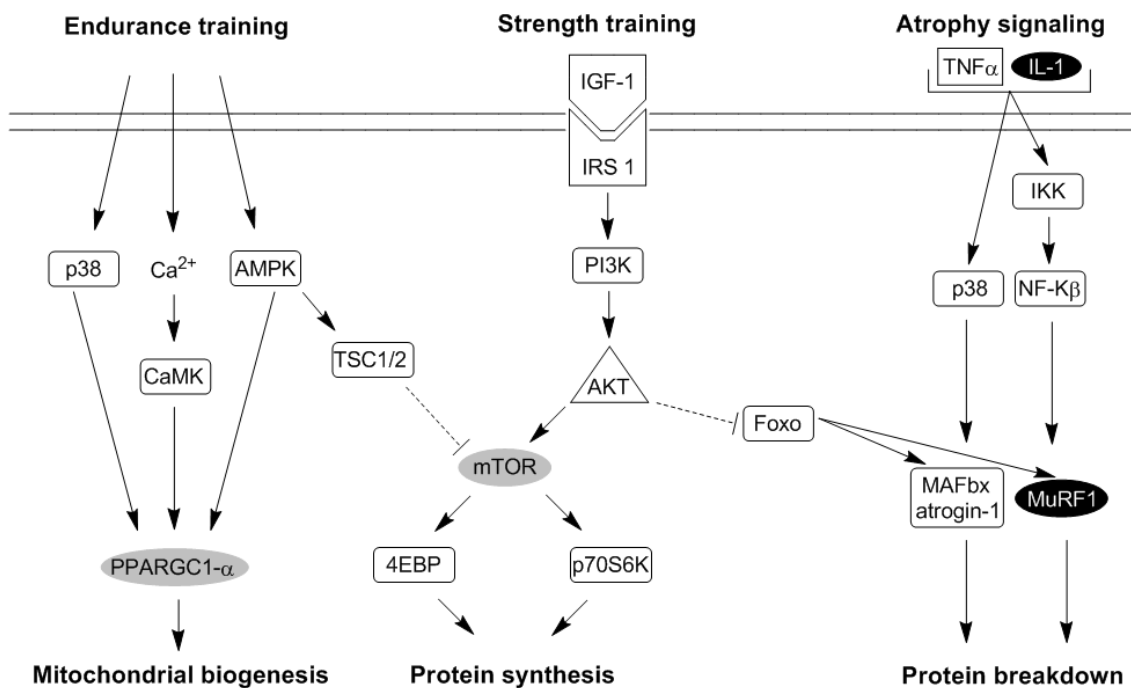 Endurance training
Strength training
Atrophy signaling
TNFα
IL-1
IGF-1
IRS 1
IKK
p38
Ca2+
AMPK
PI3K
p38
NF-Kβ
TSC1/2
CaMK
AKT
Foxo
mTOR
MAFbx
atrogin-1
MuRF1
PPARGC1-α
4EBP
p70S6K
Mitochondrial biogenesis
Protein synthesis
Protein breakdown